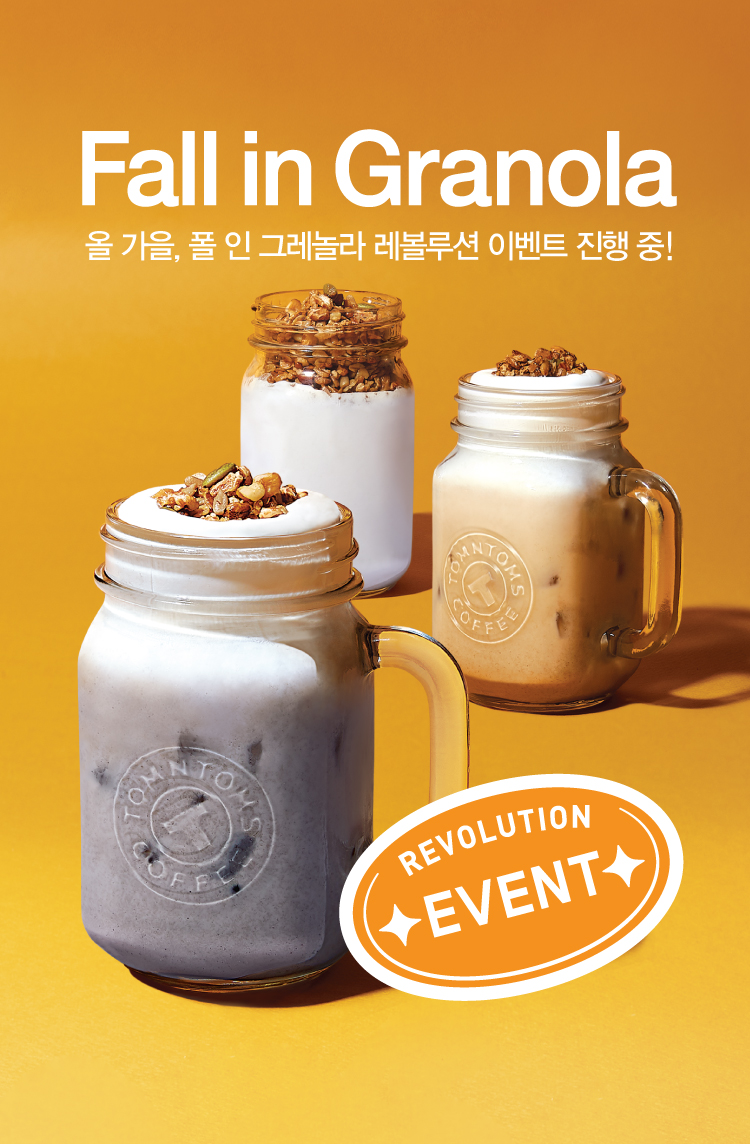 Fall in Granola
올 가을, 폴 인 그레놀라 레볼루션 이벤트 진행 중!
TOMNTOMS
T
COFFEE
TOMNTOMS
T
COFFEE
REVOLUTION
EVENT